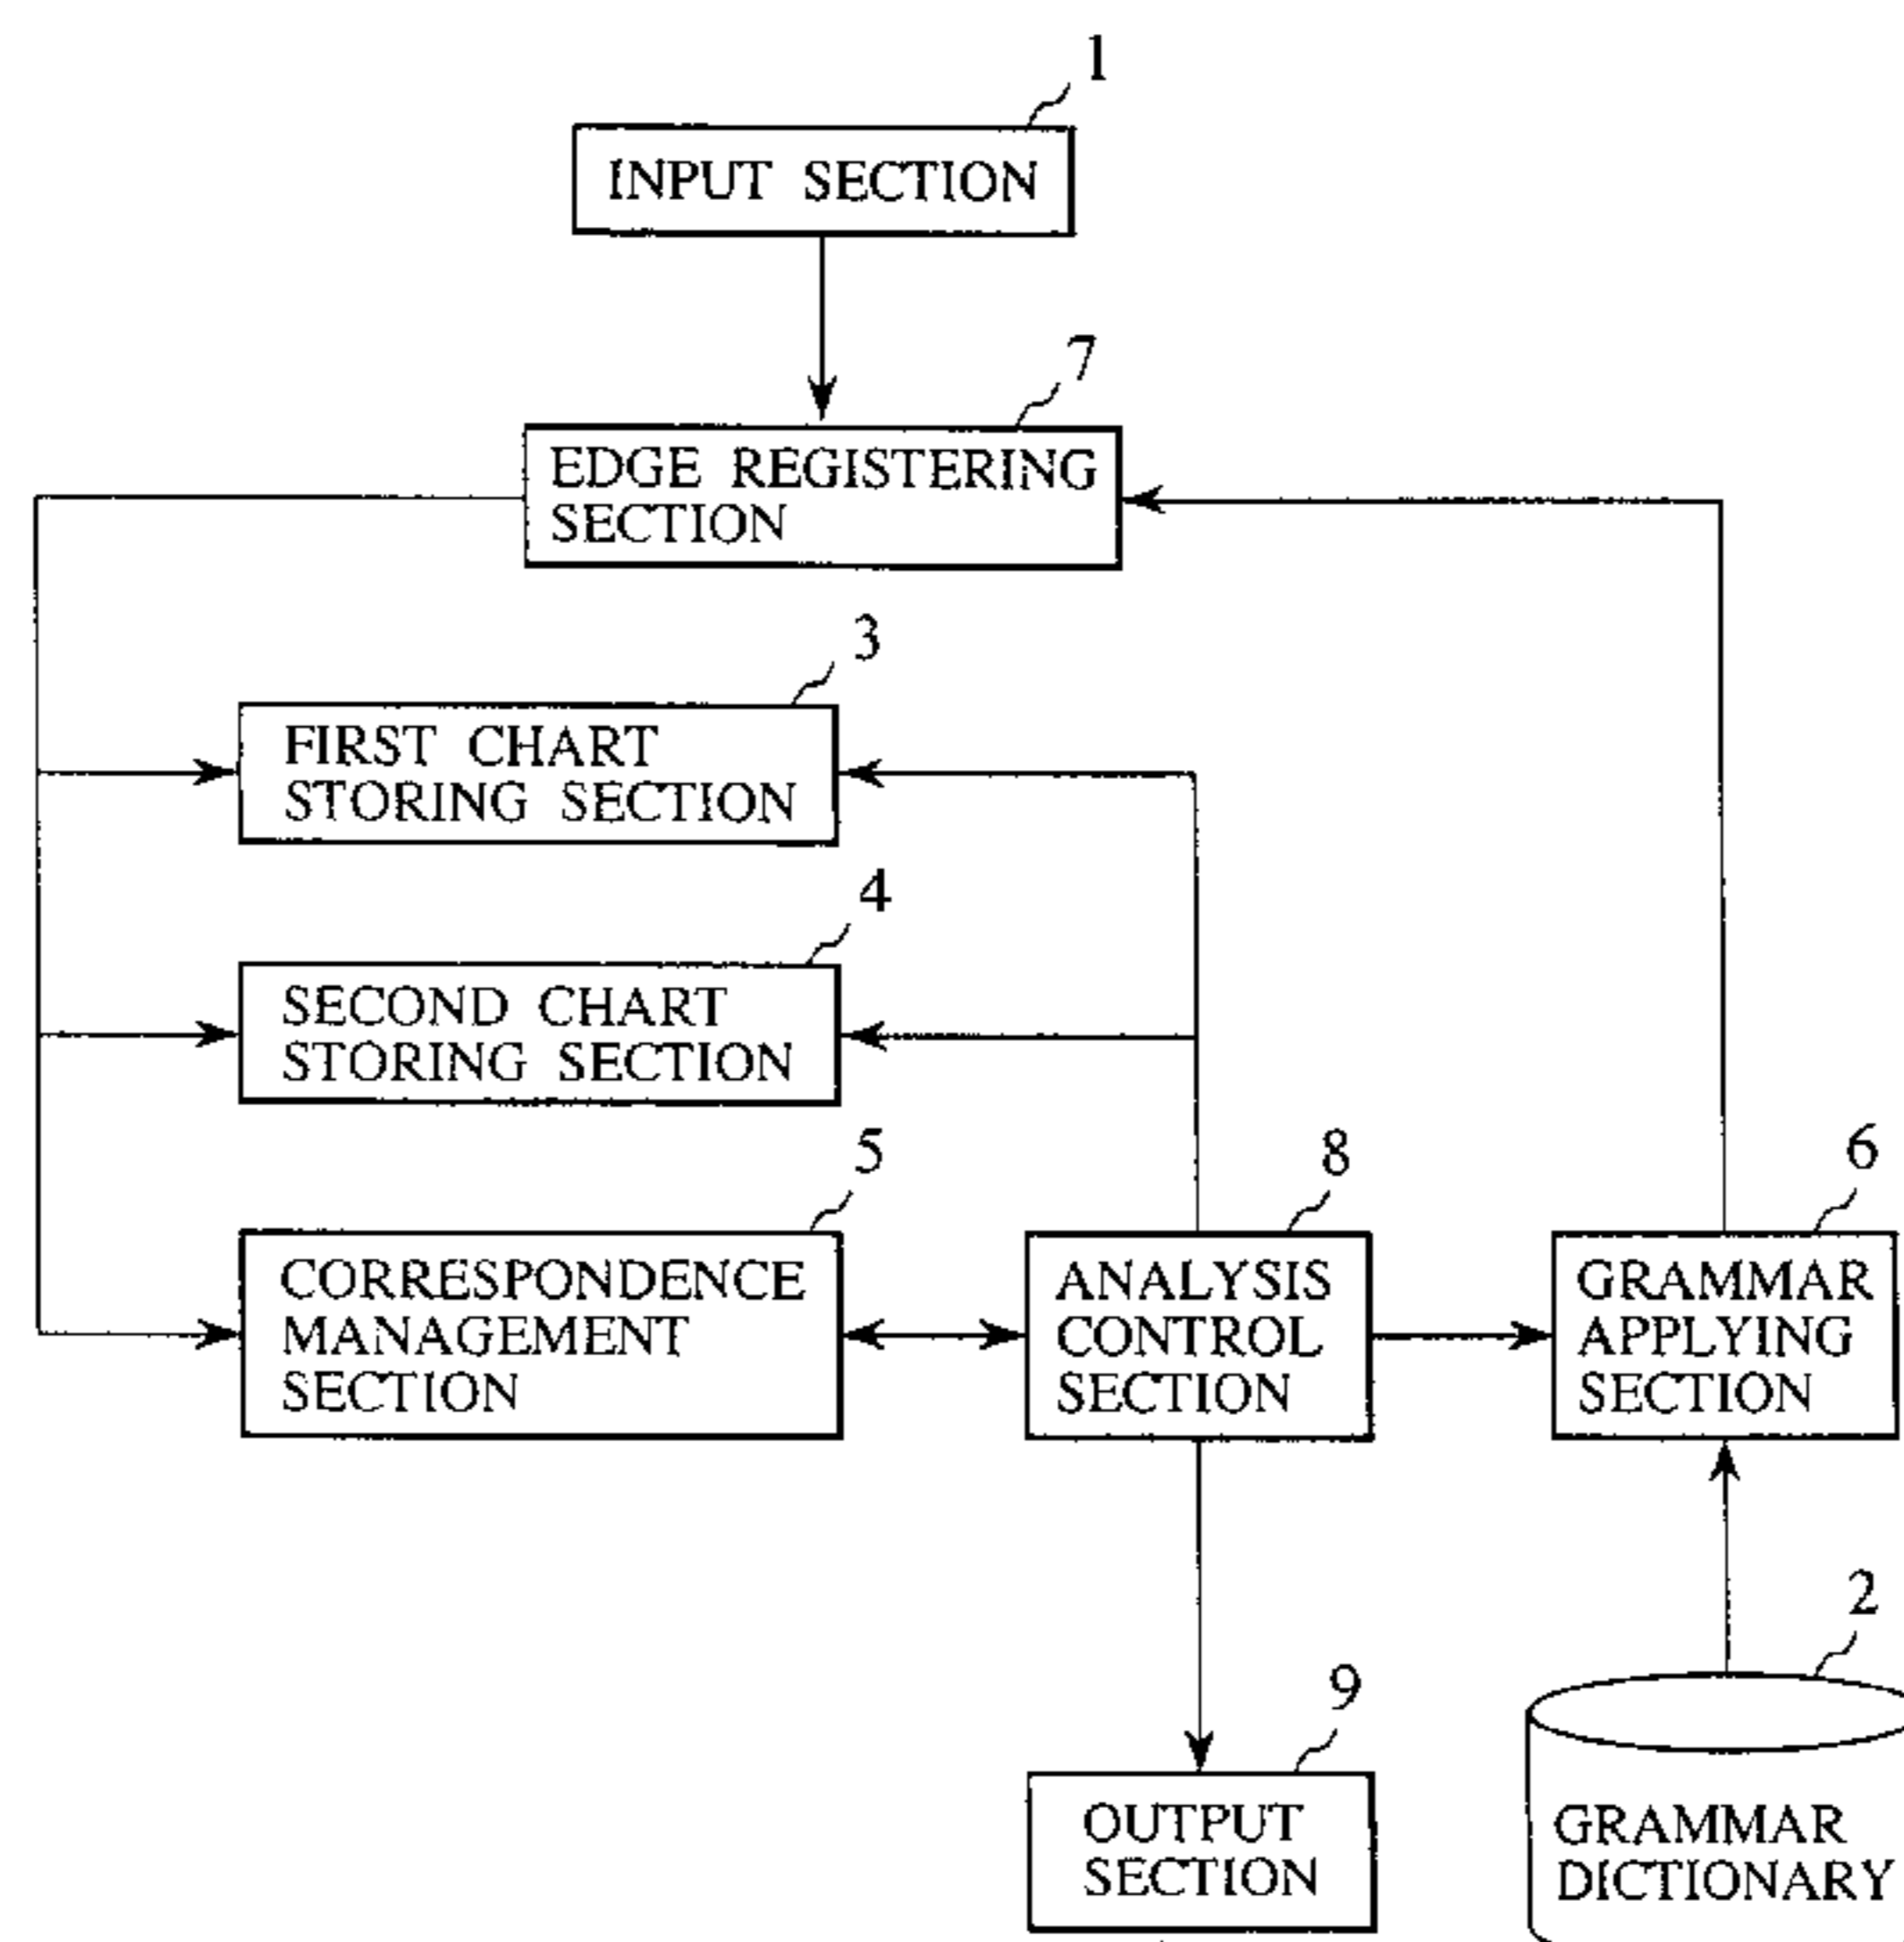 1
INPUT SECTION
7
EDGE REGISTERING
SECTION
3
FIRST CHART
STORING SECTION
4
SECOND CHART
STORING SECTION
5
CORRESPONDENCE
MANAGEMENT
SECTION
8
ANALYSIS
CONTROL
SECTION
6
GRAMMAR
APPLYING
SECTION
9
OUTPUT
SECTION
2
GRAMMAR
DICTIONARY